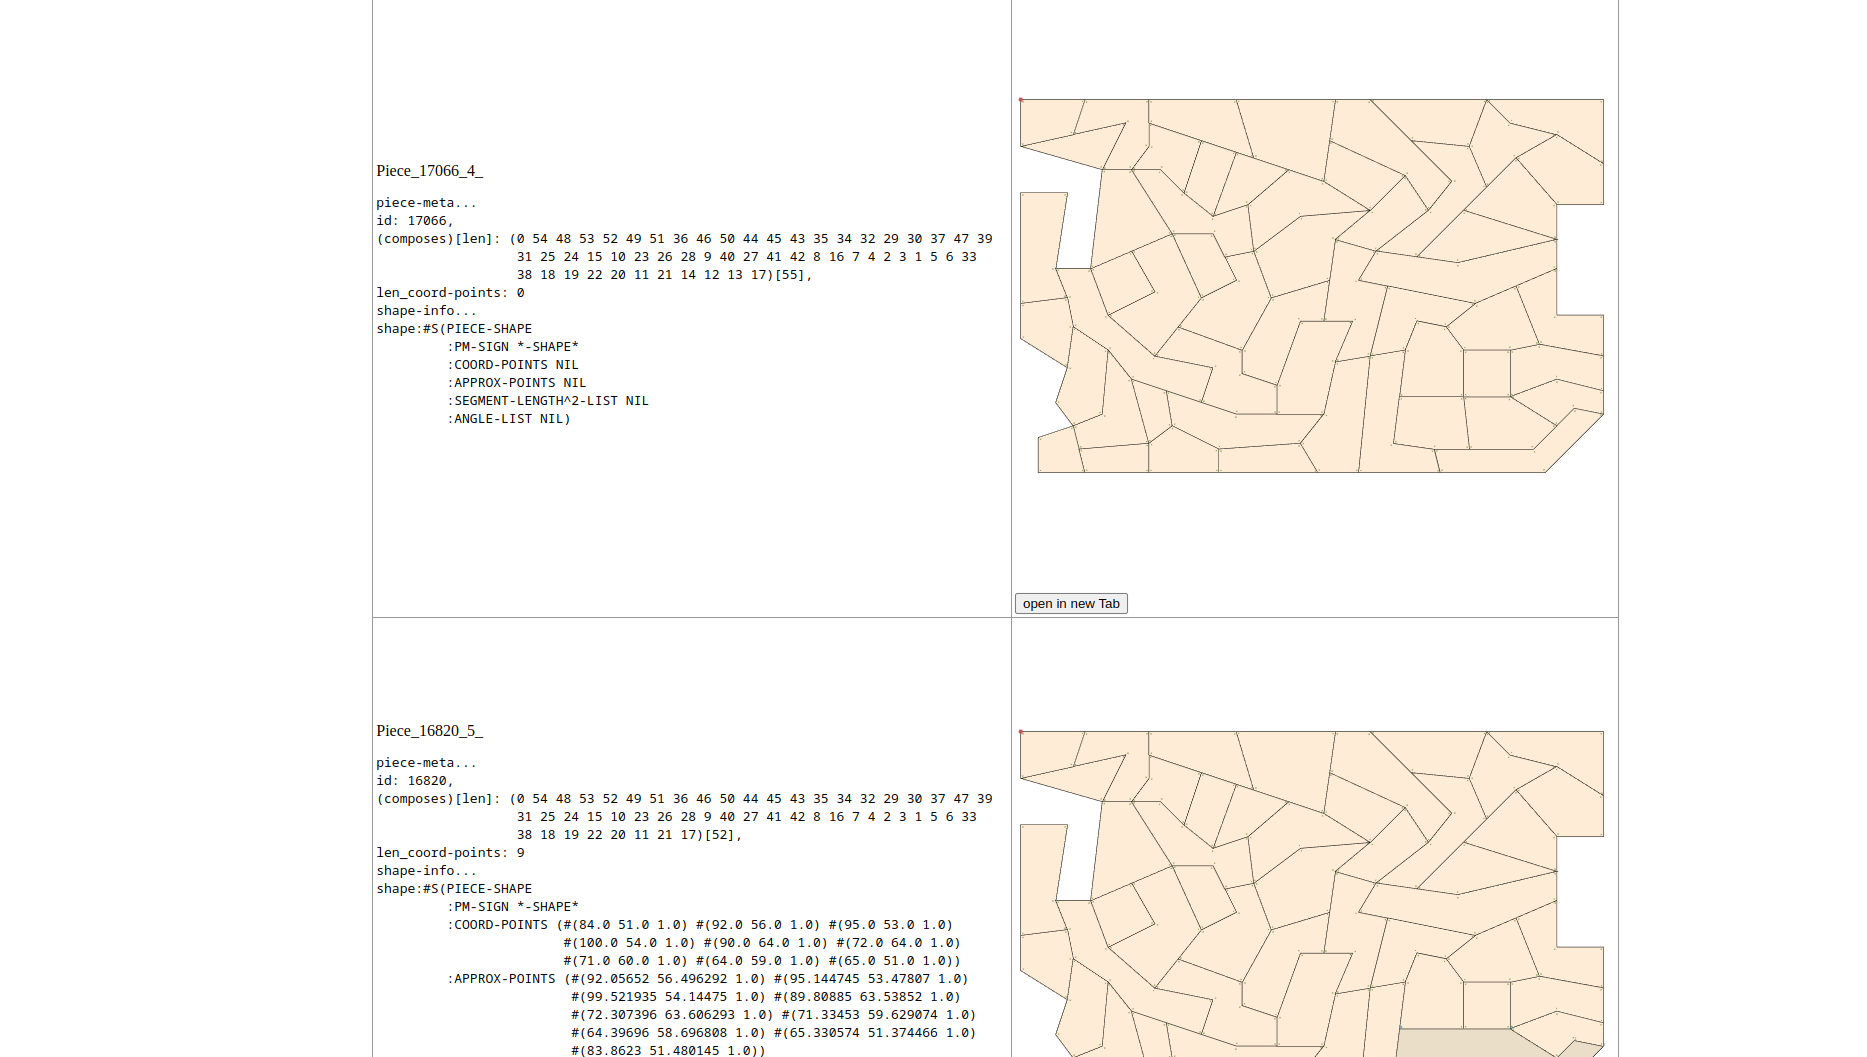 Piece_17066_4_
piece-meta...
id: 17066,
(composes)[len]: (0 54 48 53 52 49 51 36 46 50 44 45 43 35 34 32 29 30 37 47 39
31 25 24 15 10 23 26 28 9 40 27 41 42 8 16 7 4 2 3 1 5 6 33
38 18 19 22 20 11 21 14 12 13 17)[55],
len_coord-points: 0
shape-info...
shape:#S(PIECE-SHAPE
:PM-SIGN *-SHAPE*
:COORD-POINTS NIL
:APPROX-POINTS NIL
:SEGMENT-LENGTH^2-LIST NIL
:ANGLE-LIST NIL)
open in new Tab
Piece_16820_5_
piece-meta...
id: 16820,
(composes)[len]: (0 54 48 53 52 49 51 36 46 50 44 45 43 35 34 32 29 30 37 47 39
31 25 24 15 10 23 26 28 9 40 27 41 42 8 16 7 4 2 3 1 5 6 33
38 18 19 22 20 11 21 17)[52],
len_coord-points: 9
shape-info...
shape:#S(PIECE-SHAPE
:PM-SIGN *-SHAPE*
:COORD-POINTS (#(84.0 51.0 1.0) #(92.0 56.0 1.0) #(95.0 53.0 1.0)
#(100.0 54.0 1.0) #(90.0 64.0 1.0) #(72.0 64.0 1.0)
#(71.0 60.0 1.0) #(64.0 59.0 1.0) #(65.0 51.0 1.0))
:APPROX-POINTS (#(92.05652 56.496292 1.0) #(95.144745 53.47807 1.0)
#(99.521935 54.14475 1.0) #(89.80885 63.53852 1.0)
#(72.307396 63.606293 1.0) #(71.33453 59.629074 1.0)
#(64.39696 58.696808 1.0) #(65.330574 51.374466 1.0)
#(83.8623 51.480145 1.0))